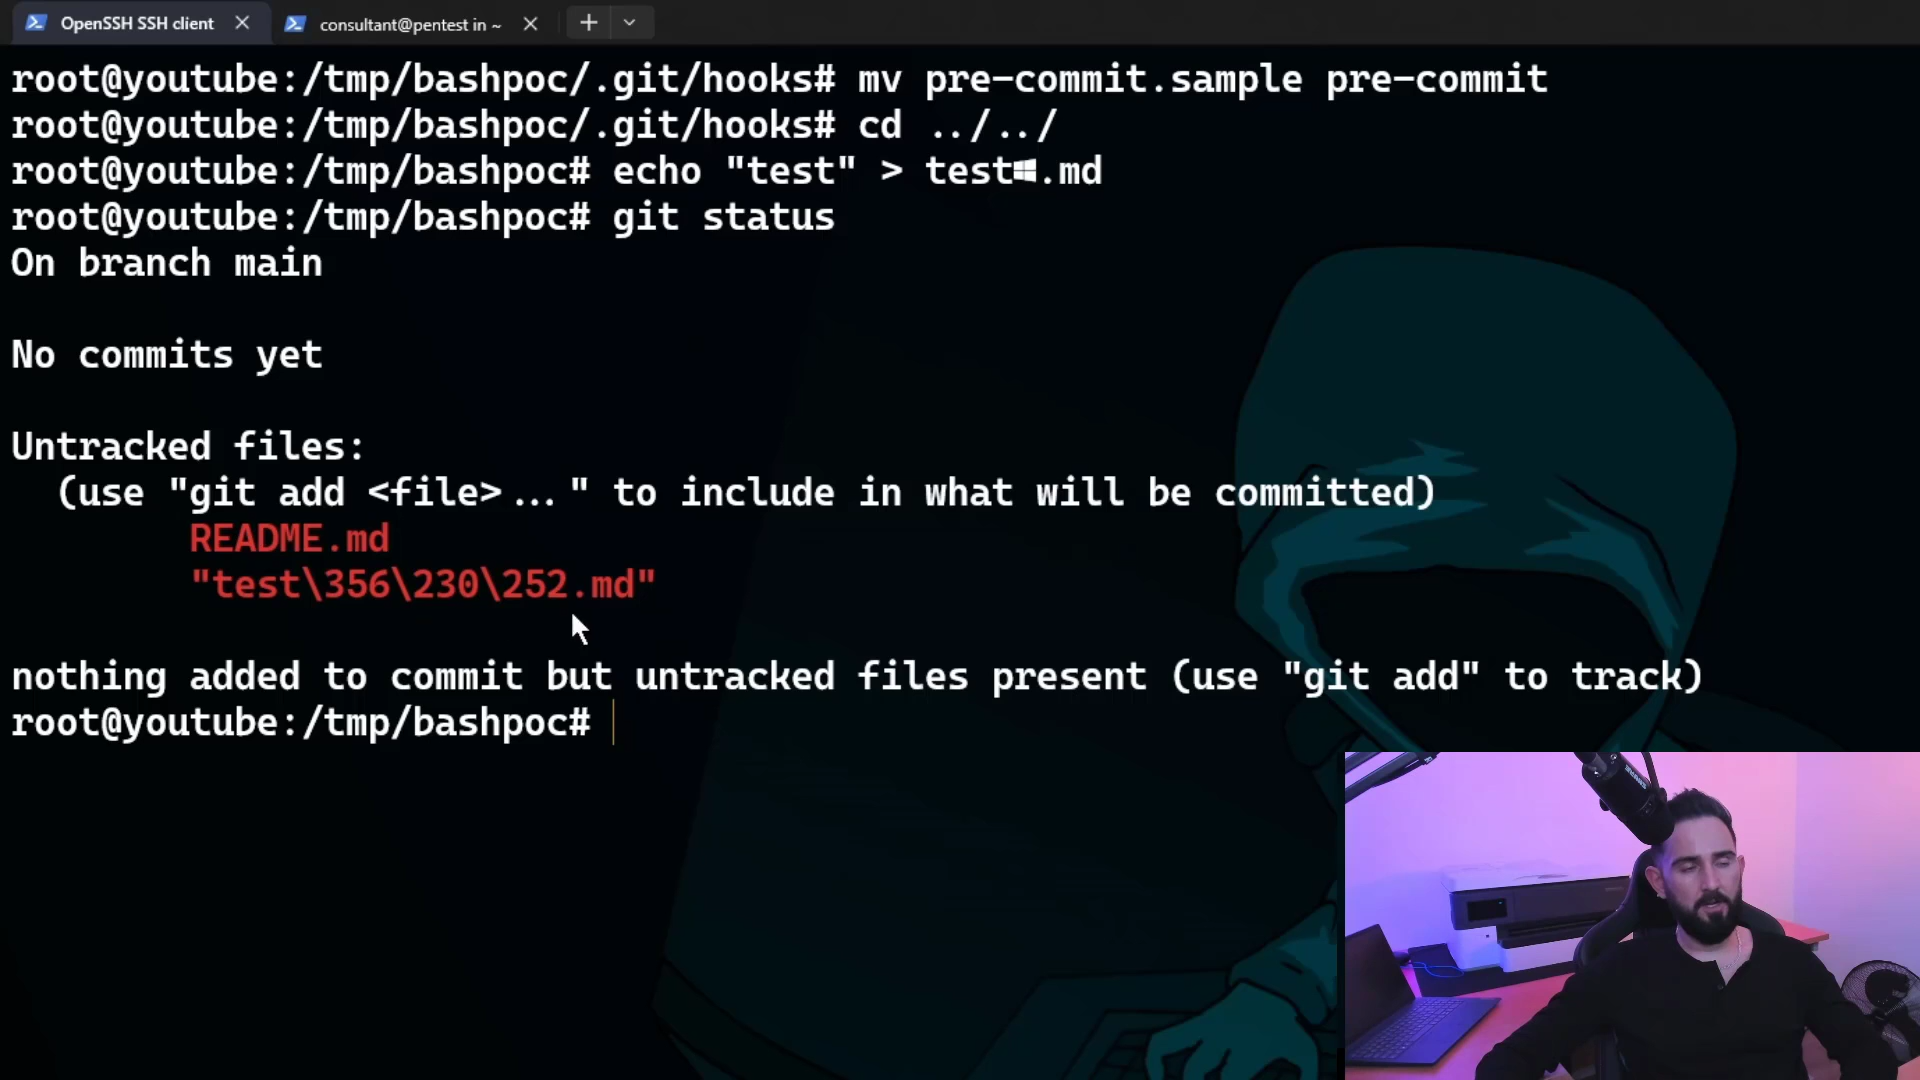 OpenSSH SSH client
consultant@pentest in ~
root@youtube:/tmp/bashpoc/.git/hooks# mv pre-commit.sample pre-commit
root@youtube:/tmp/bashpoc/.git/hooks# cd ../../
root@youtube:/tmp/bashpoc# echo "test" > test.md
root@youtube:/tmp/bashpoc# git status
On branch main
No commits yet
Untracked files:
(use "git add <file>..." to include in what will be committed)
README.md
"test\356\230\252.md"
nothing added to commit but untracked files present (use "git add" to track)
root@youtube:/tmp/bashpoc#